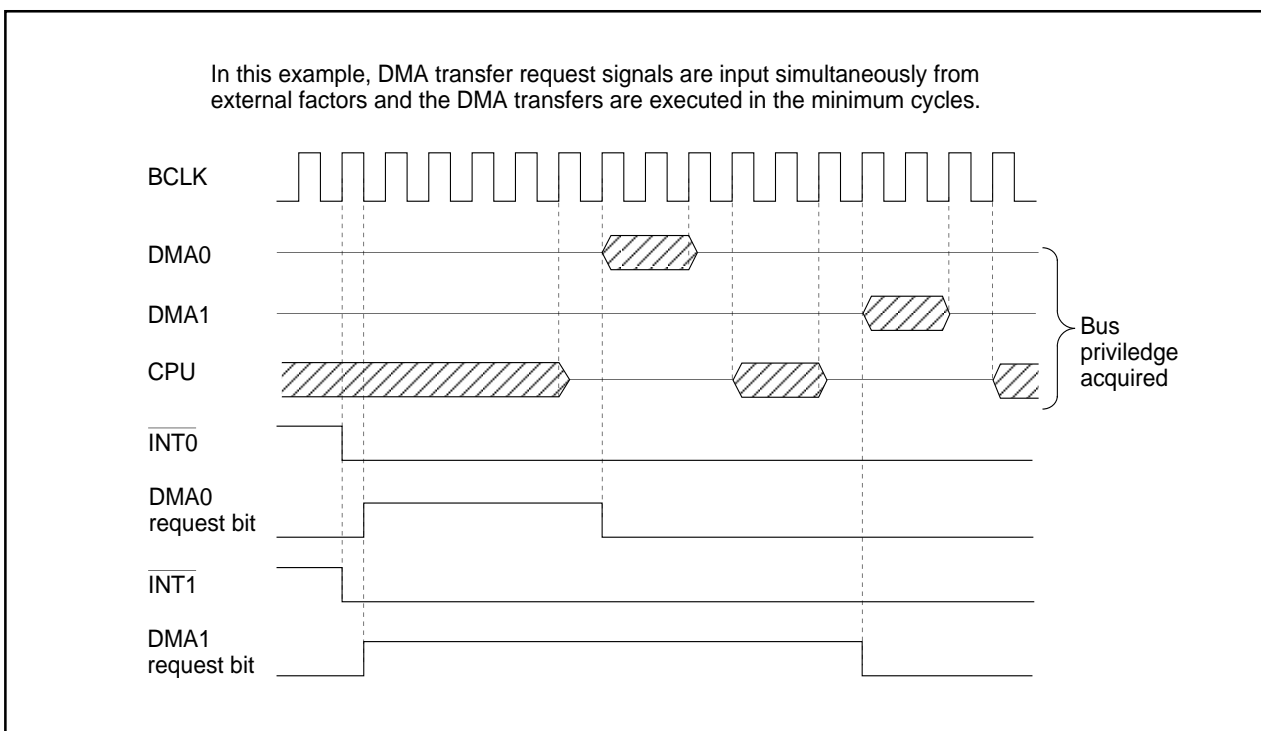 In this example, DMA transfer request signals are input simultaneously from
external factors and the DMA transfers are executed in the minimum cycles.
BCLK
DMA0
DMA1
CPU
Bus
priviledge
acquired
INT0
DMA0
request bit
INT1
DMA1
request bit